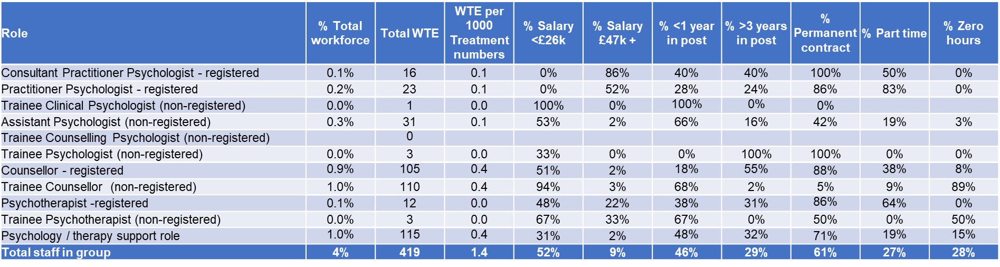 Role % Total workforce Total WTE WTE per 1000 Treatment numbers % Salary <£26k % Salary £47k + % <1 year in post % >3 years in post % Permanent contract % Part time % Zero hours
Consultant Practitioner Psychologist - registered 0.1% 16 0.1 0% 86% 40% 40% 100% 50% 0%
Practitioner Psychologist - registered 0.2% 23 0.1 0% 52% 28% 24% 86% 83% 0%
Trainee Clinical Psychologist (non-registered) 0.0% 1 0.0 100% 0% 100% 0% 0%
Assistant Psychologist (non-registered) 0.3% 31 0.1 53% 2% 66% 16% 42% 19% 3%
Trainee Counselling Psychologist (non-registered) 0
Trainee Psychologist (non-registered) 0.0% 3 0.0 33% 0% 0% 100% 100% 0% 0%
Counsellor - registered 0.9% 105 0.4 51% 2% 18% 55% 88% 38% 8%
Trainee Counsellor (non-registered) 1.0% 110 0.4 94% 3% 68% 2% 5% 9% 89%
Psychotherapist -registered 0.1% 12 0.0 48% 22% 38% 31% 86% 64% 0%
Trainee Psychotherapist (non-registered) 0.0% 3 0.0 67% 33% 67% 0% 50% 0% 50%
Psychology / therapy support role 1.0% 115 0.4 31% 2% 48% 32% 71% 19% 15%
Total staff in group 4% 419 1.4 52% 9% 46% 29% 61% 27% 28%